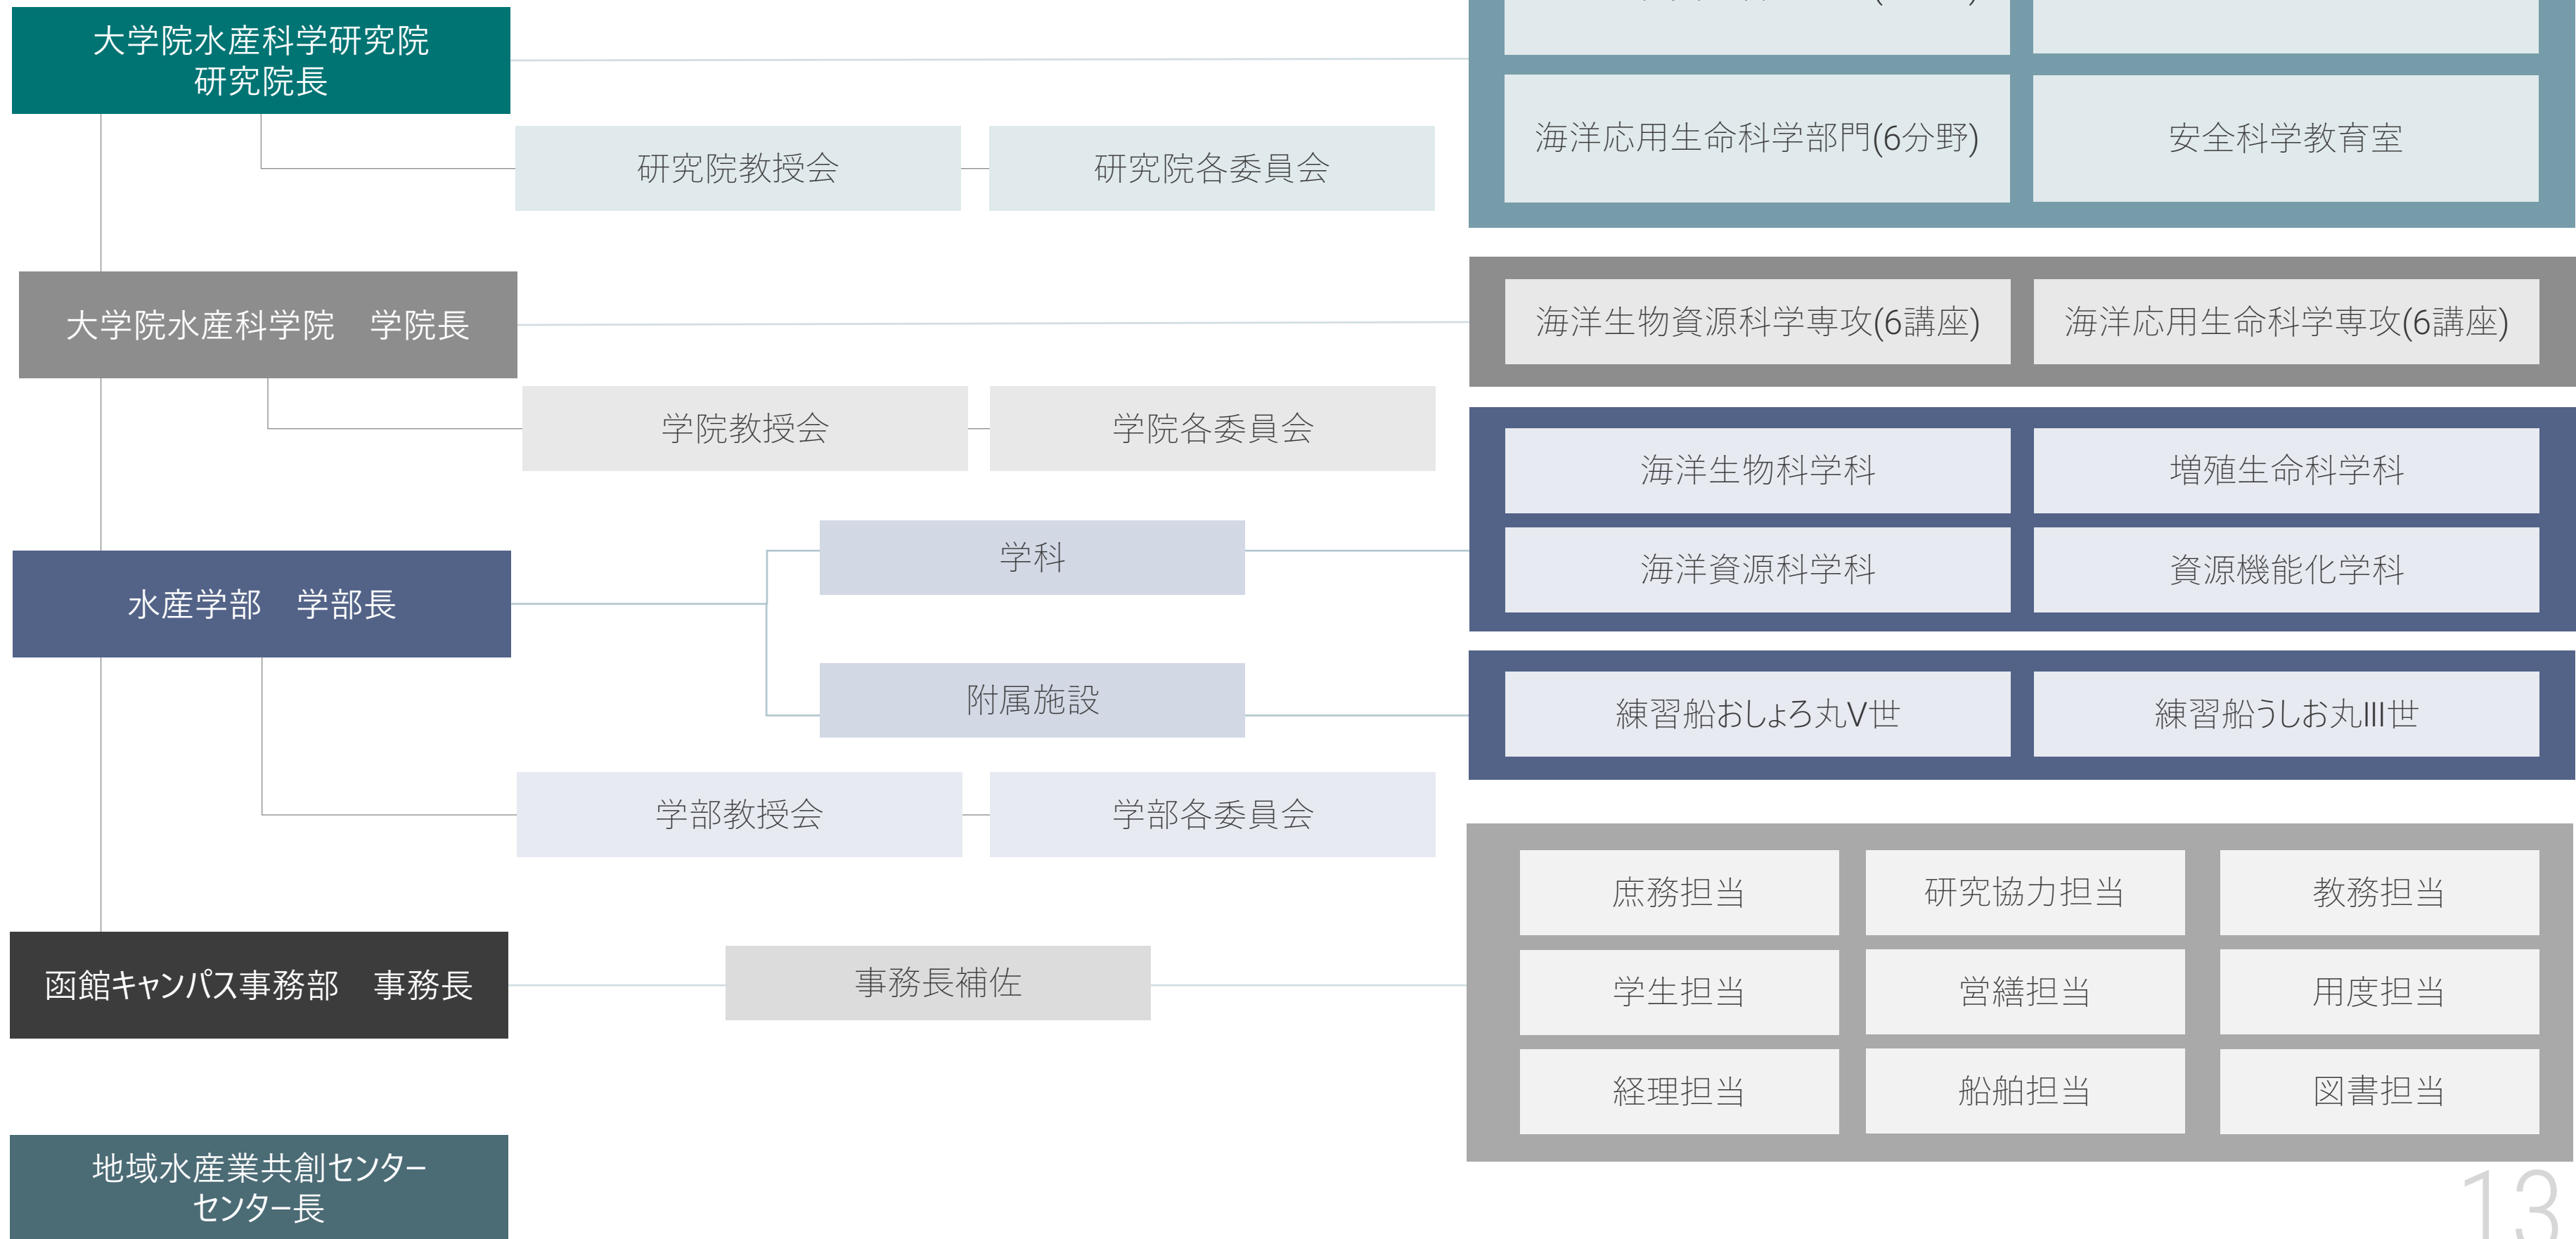 大学院水産科学研究院
研究院長
海洋応用生命科学部門(6分野)
安全科学教育室
研究院教授会
研究院各委員会
大学院水産科学院　学院長
海洋生物資源科学専攻(6講座)
海洋応用生命科学専攻(6講座)
学院教授会
学院各委員会
海洋生物科学科
増殖生命科学科
学科
海洋資源科学科
資源機能化学科
水産学部　学部長
附属施設
練習船おしょろ丸V世
練習船うしお丸III世
学部教授会
学部各委員会
庶務担当
研究協力担当
教務担当
函館キャンパス事務部　事務長
事務長補佐
学生担当
営繕担当
用度担当
経理担当
船舶担当
図書担当
地域水産業共創センター
センター長
13